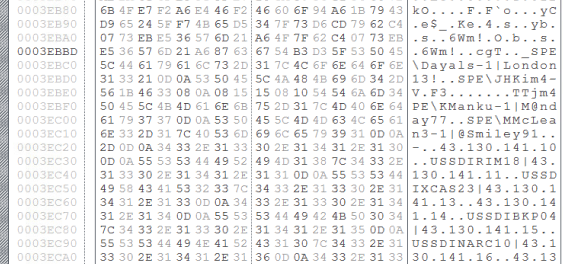 0003EB80 6B 4F E7 F2 A6 E4 46 F2 46 60 6F 94 A6 1B 79 43 kO....F.F`o...yC
0003EB90 D9 65 24 5F F7 4B 65 D5 34 7F 73 D6 CD 79 62 C4 .e$_.Ke.4.s..yb.
0003EBA0 07 73 EB E5 36 57 6D 21 A6 4F 7F 62 A3 C4 F2 73 .s..6Wm!.O.b...s
0003EBBD E5 36 57 6D 21 A6 87 63 67 54 B3 D3 5F 53 50 45 .6Wm!..cgT.._SPE
0003EBC0 5C 44 61 79 61 6C 73 2D 31 7C 4C 6F 6E 64 6F 6E \Dayals-1|London
0003EBD0 31 33 21 0D 0A 53 50 45 5C 4A 48 4B 69 6D 34 2D 13!..SPE\JHKim4-
0003EBE0 56 1B 46 33 08 0A 08 15 15 08 10 54 54 6A 6D 34 V.F3.......TTjm4
0003EBF0 50 45 5C 4B 4D 61 6E 6B 75 2D 31 7C 4D 40 6E 64 PE\KManku-1|M@nd
0003EC00 61 79 37 37 0D 0A 53 50 45 5C 4D 4D 63 4C 65 61 ay77..SPE\MMcLea
0003EC10 6E 33 2D 31 7C 40 53 6D 69 6C 65 79 39 31 0D 0A n3-1|@Smiley91..
0003EC20 2D 0D 0A 34 33 2E 31 33 30 2E 31 34 31 2E 31 30 -..43.130.141.10
0003EC30 0D 0A 55 53 53 44 49 52 49 4D 31 38 7C 34 33 2E ..USSDIRIM18|43.
0003EC40 31 33 30 2E 31 34 31 2E 31 31 0D 0A 55 53 53 44 130.141.11..USSD
0003EC50 49 58 43 41 53 32 33 7C 34 33 2E 31 33 30 2E 31 IXCAS23|43.130.1
0003EC60 34 31 2E 31 33 0D 0A 34 33 2E 31 33 30 2E 31 34 41.13..43.130.14
0003EC70 31 2E 31 34 0D 0A 55 53 53 44 49 42 4B 50 30 34 1.14..USSDIBKP04
0003EC80 7C 34 33 2E 31 33 30 2E 31 34 31 2E 31 35 0D 0A |43.130.141.15..
0003EC90 55 53 53 44 49 4E 41 52 43 31 30 7C 34 33 2E 31 USSDINARC10|43.1
0003ECA0 33 30 2E 31 34 31 2E 31 36 0D 0A 34 33 2E 31 33 30.141.16..43.13